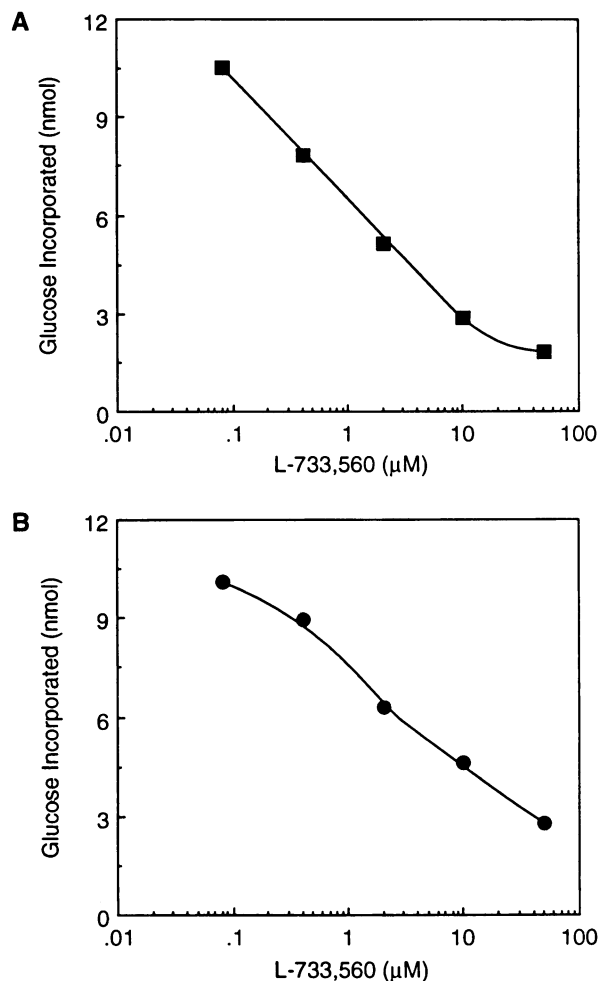 A
Glucose Incorporated (nmol)
12
9
6
3
0
.01 .1 1 10 100
L-733,560 (μM)
B
Glucose Incorporated (nmol)
12
9
6
3
0
.01 .1 1 10 100
L-733,560 (μM)